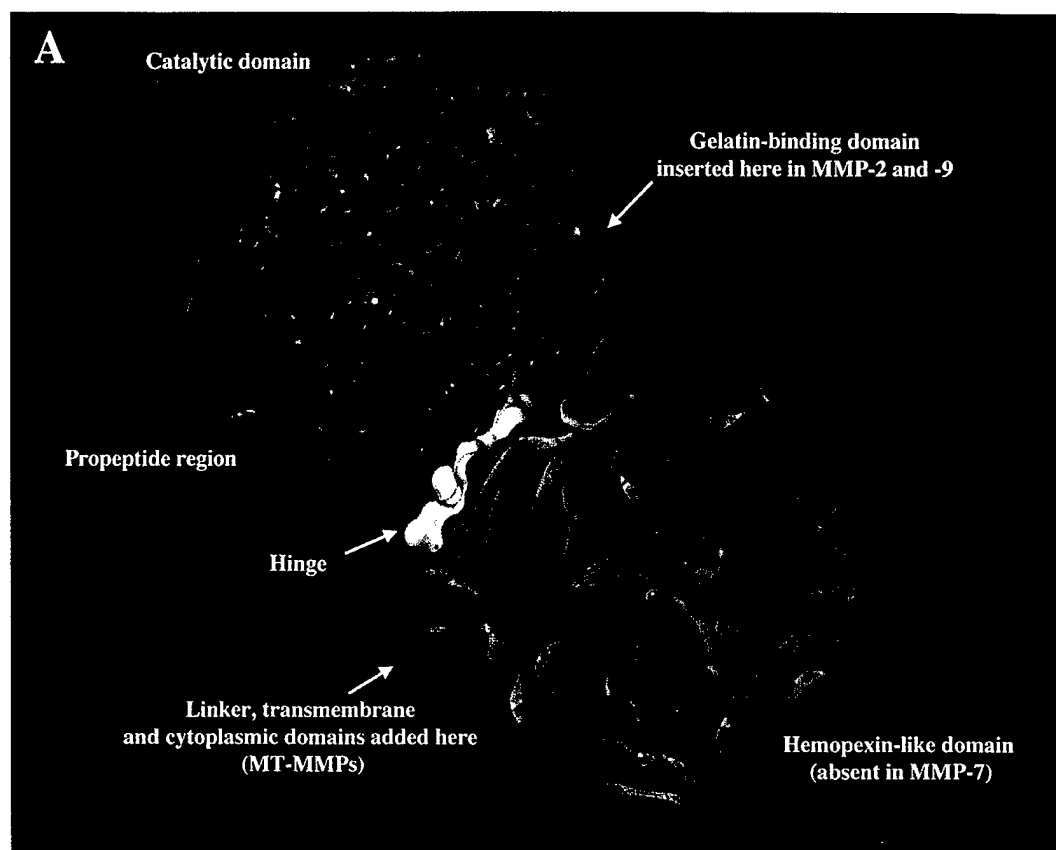 A
Catalytic domain
Gelatin-binding domain
inserted here in MMP-2 and -9
Propeptide region
Hinge
Linker, transmembrane
and cytoplasmic domains added here
(MT-MMPs)
Hemopexin-like domain
(absent in MMP-7)